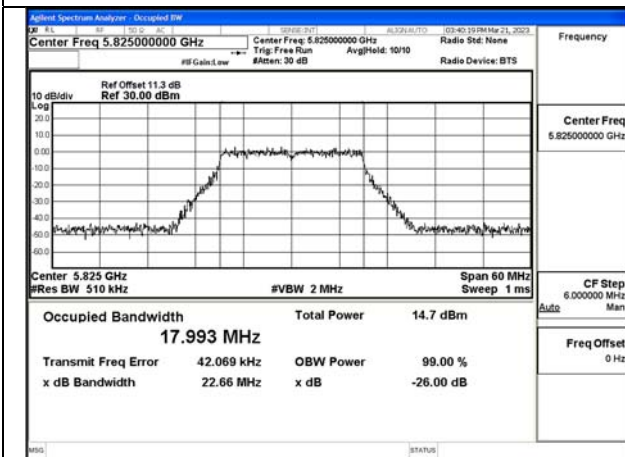 Agilent Spectrum Analyzer - Occupied BW
RL RF 50 Ω AC SENSE:INT ALIGN AUTO 03:40:19 PM Mar 21, 2023
Center Freq 5.825000000 GHz
Center Freq: 5.825000000 GHz
Radio Std: None
Trig: Free Run Avg|Hold: 10/10
#IFGain:Low #Atten: 30 dB Radio Device: BTS
Frequency
Ref Offset 11.3 dB
10 dB/div Ref 30.00 dBm
Log
20.0
10.0
0.00
-10.0
-20.0
-30.0
-40.0
-50.0
-60.0
Center 5.825 GHz Span 60 MHz
#Res BW 510 kHz #VBW 2 MHz Sweep 1 ms
Occupied Bandwidth Total Power 14.7 dBm
17.993 MHz
Transmit Freq Error 42.069 kHz OBW Power 99.00 %
x dB Bandwidth 22.66 MHz x dB -26.00 dB
Center Freq
5.825000000 GHz
CF Step
6.000000 MHz
Auto Man
Freq Offset
0 Hz
MSG STATUS